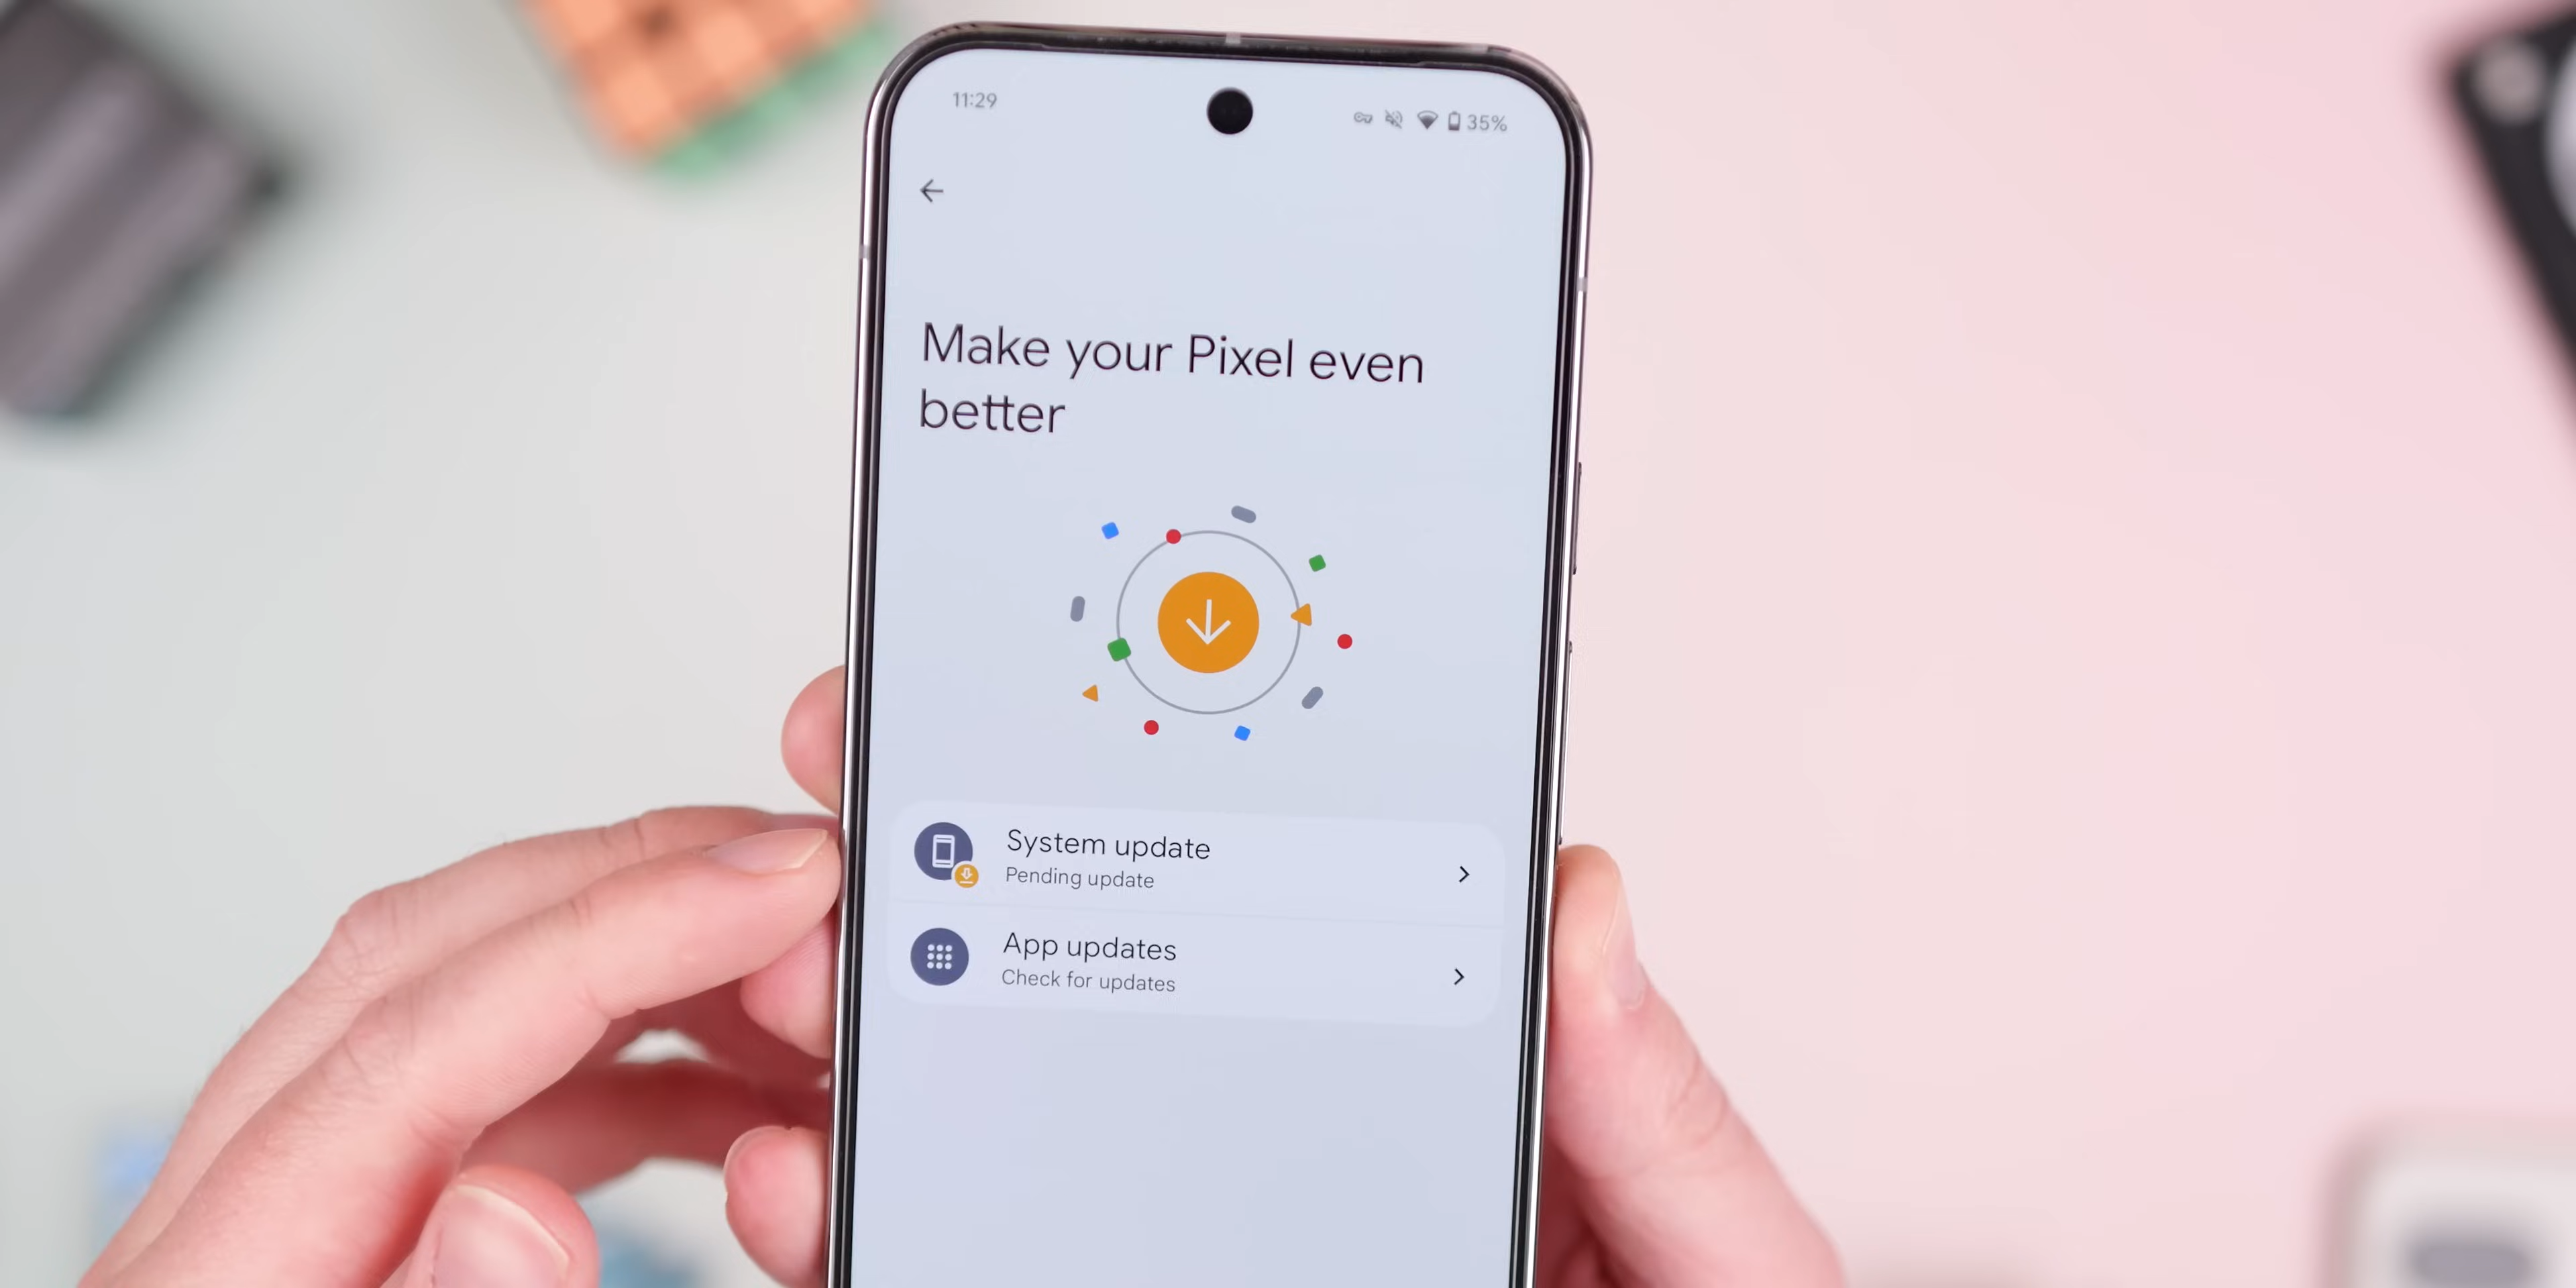 11:29
35%
Make your Pixel even
better
System update
Pending update
App updates
Check for updates